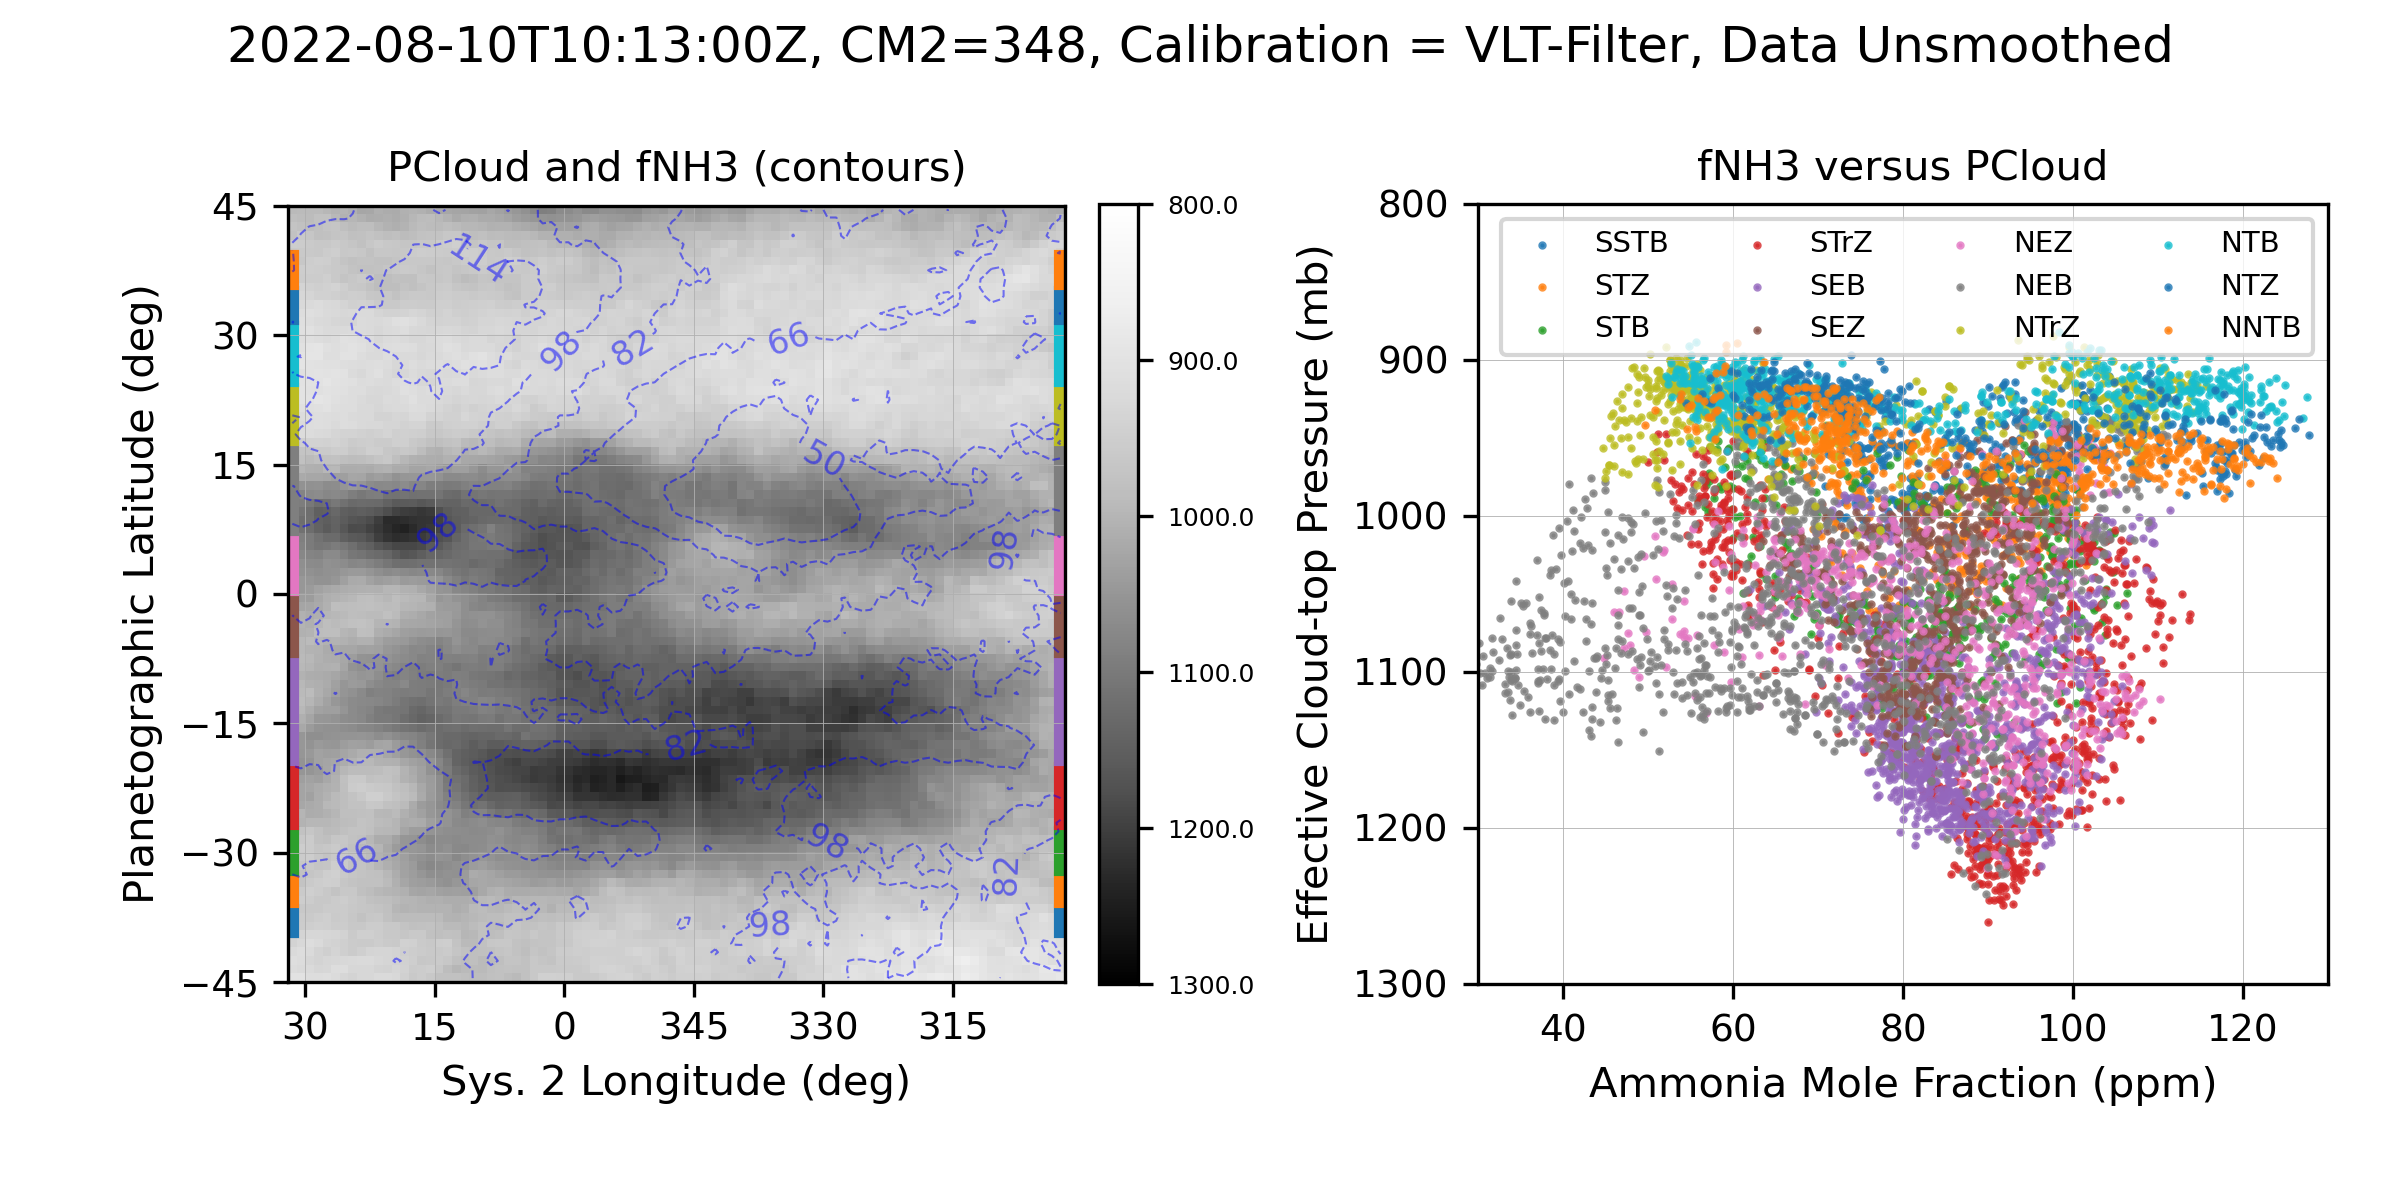 2022-08-10T10:13:00Z, CM2=348, Calibration = VLT-Filter, Data Unsmoothed
PCloud and fNH3 (contours)
45
30
15
0
−15
−30
−45
Planetographic Latitude (deg)
114
98
82
66
50
98
98
82
98
66
82
98
30
15
0
345
330
315
Sys. 2 Longitude (deg)
800.0
900.0
1000.0
1100.0
1200.0
1300.0
fNH3 versus PCloud
800
900
1000
1100
1200
1300
Effective Cloud-top Pressure (mb)
SSTB
STZ
STB
STrZ
SEB
SEZ
NEZ
NEB
NTrZ
NTB
NTZ
NNTB
40
60
80
100
120
Ammonia Mole Fraction (ppm)